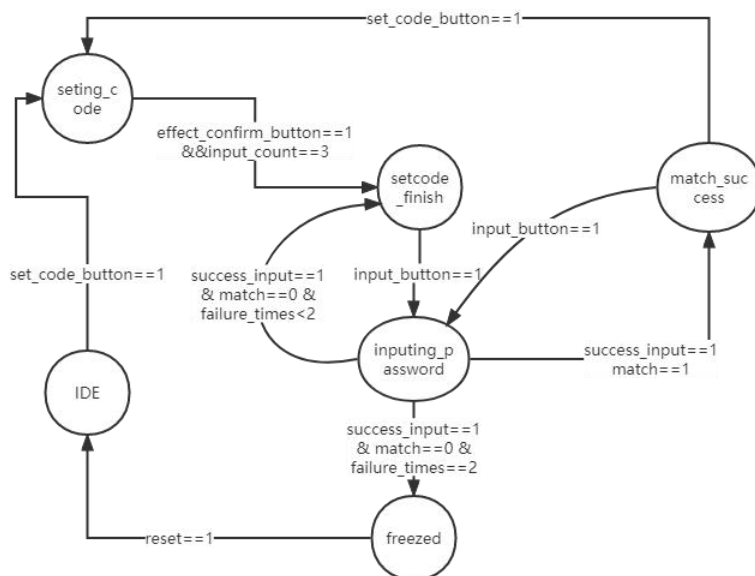 set_code_button==1
seting_c
ode
effect_confirm_button==1
&&input_count==3
setcode
_finish
match_suc
cess
input_button==1
set_code_button==1
success_input==1
& match==0 &
failure_times<2
input_button==1
inputing_p
assword
success_input==1
match==1
IDE
success_input==1
& match==0 &
failure_times==2
reset==1
freezed